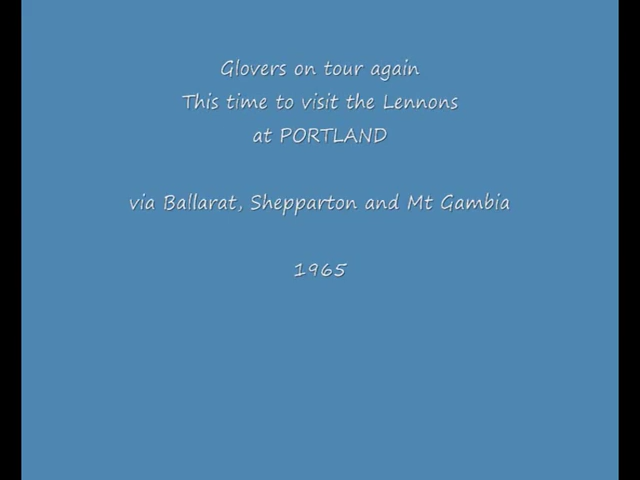 Glovers on tour again
This time to visit the Lennons
at PORTLAND
via Ballarat, Shepparton and Mt Gambia
1965